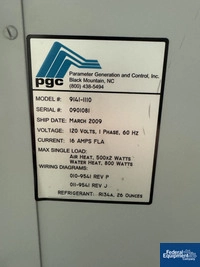 pgc
Parameter Generation and Control, Inc.
Black Mountain, NC
(800) 438-5494
MODEL #: 9141-1110
SERIAL #: 0901081
SHIP DATE: MARCH 2009
VOLTAGE: 120 VOLTS, 1 PHASE, 60 HZ
CURRENT: 16 AMPS FLA
MAX SINGLE LOAD:
AIR HEAT, 500X2 WATTS
WATER HEAT, 800 WATTS
WIRING DIAGRAMS:
010-9541 REV P
011-9541 REV J
REFRIGERANT: R134A, 26 OUNCES
Federal Equipment